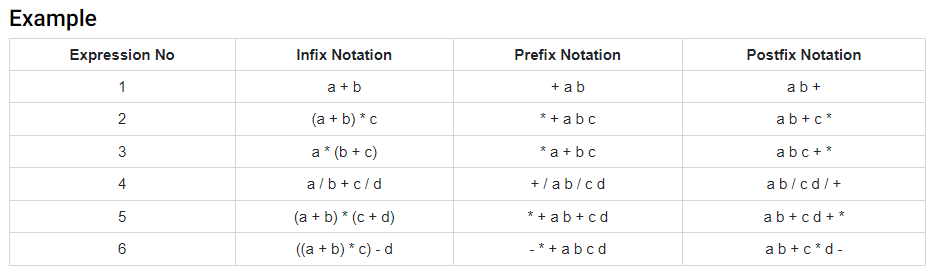 Example
Expression No Infix Notation Prefix Notation Postfix Notation
1 a + b + a b a b +
2 (a + b) * c * + a b c a b + c *
3 a * (b + c) * a + b c a b c + *
4 a / b + c / d + / a b / c d a b / c d / +
5 (a + b) * (c + d) * + a b + c d a b + c d + *
6 ((a + b) * c) - d - * + a b c d a b + c * d -